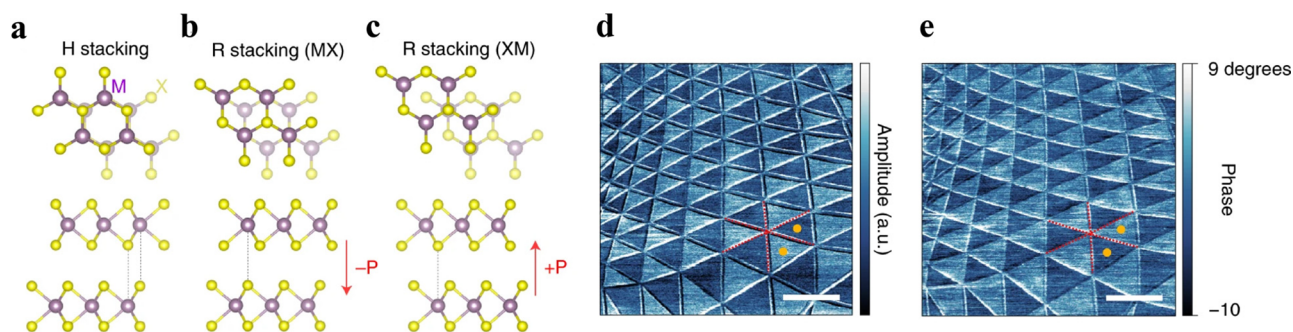 a
H stacking
M
X
b
R stacking (MX)
–P
c
R stacking (XM)
+P
d
Amplitude (a.u.)
e
9 degrees
Phase
–10